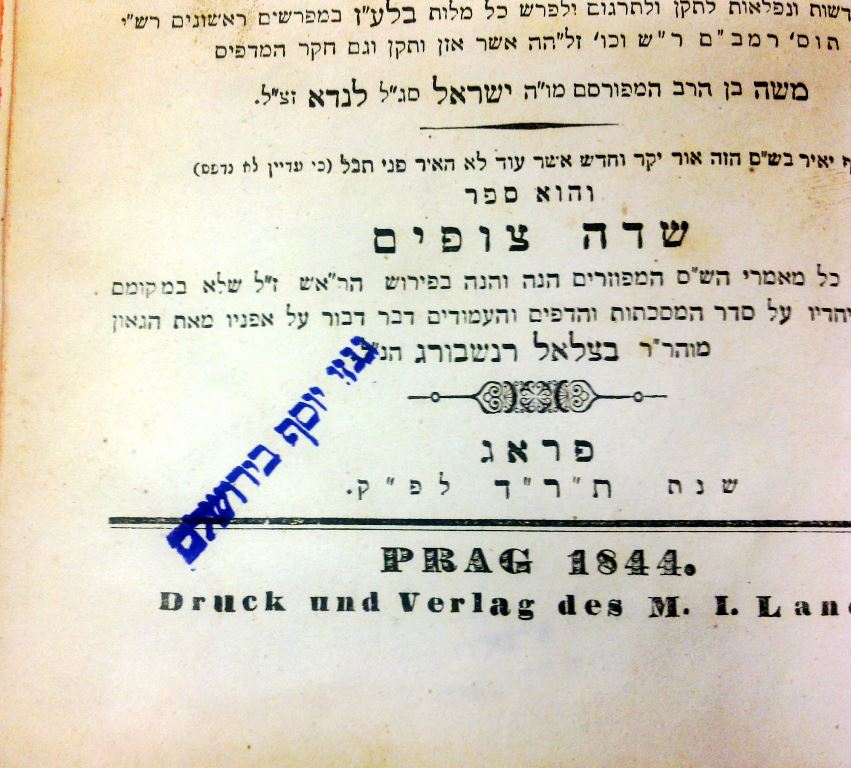 ונפלאות לתקן ולתרגום ולפרש כל מלות בלע"ז במפרשים ראשונים רש"י
תוס' רמב"ם ר"ש וכו' זל"הה אשר אזן ותקן וגם חקר המדפיס
משה בן הרב המפורסם מו"ה ישראל סג"ל לנדא זצ"ל.
יאיר בש"ס הזה אור יקר וחדש אשר עוד לא האיר פני תבל (כי עדיין לא נדפס)
והוא ספר
שדה צופים
כל מאמרי הש"ס המפוזרים הנה והנה בפירוש הר"אש ז"ל שלא במקומם
על סדר המסכתות והדפים והעמודים דבר דבור על אפניו מאת הגאון
מוהר"ר בצלאל רנשבורג
גנזי יוסף בירושלם
פראג
שנת ת"ר"ד לפ"ק.
PRAG 1844.
Druck und Verlag des M. I.